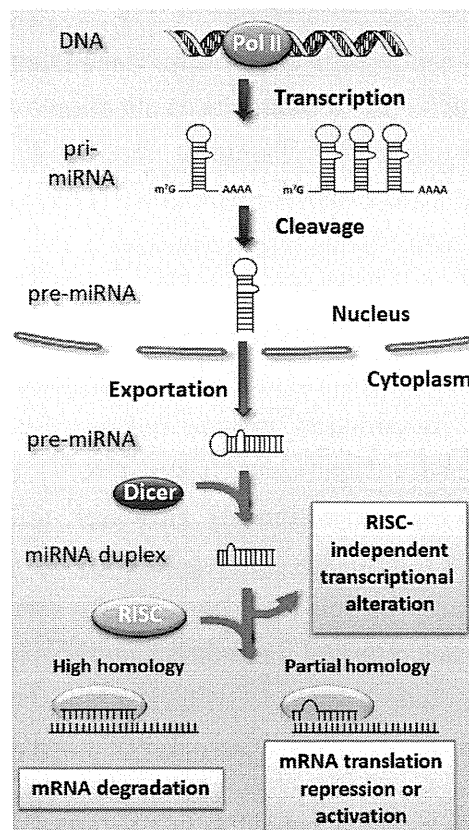 DNA
Pol II
Transcription
pri-
miRNA
m⁷G
AAAA
m⁷G
AAAA
Cleavage
pre-miRNA
Nucleus
Cytoplasm
Exportation
pre-miRNA
Dicer
miRNA duplex
RISC-
independent
transcriptional
alteration
RISC
High homology
Partial homology
mRNA degradation
mRNA translation
repression or
activation